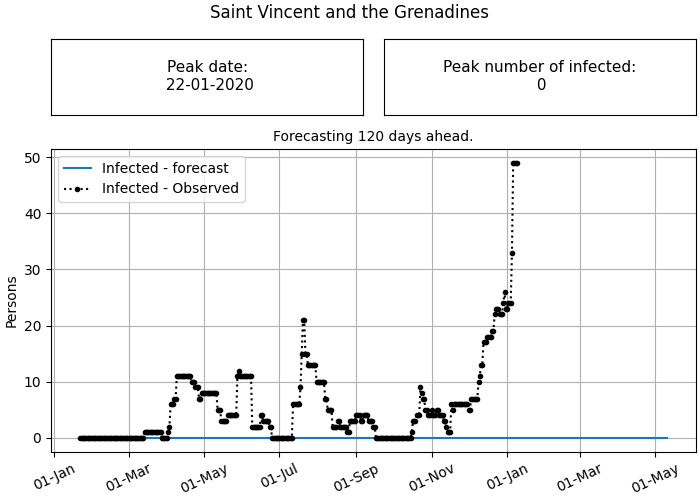 Saint Vincent and the Grenadines
Peak date:
22-01-2020
Peak number of infected:
0
Forecasting 120 days ahead.
Infected - forecast
Infected - Observed
Persons
50
40
30
20
10
0
01-Jan
01-Mar
01-May
01-Jul
01-Sep
01-Nov
01-Jan
01-Mar
01-May